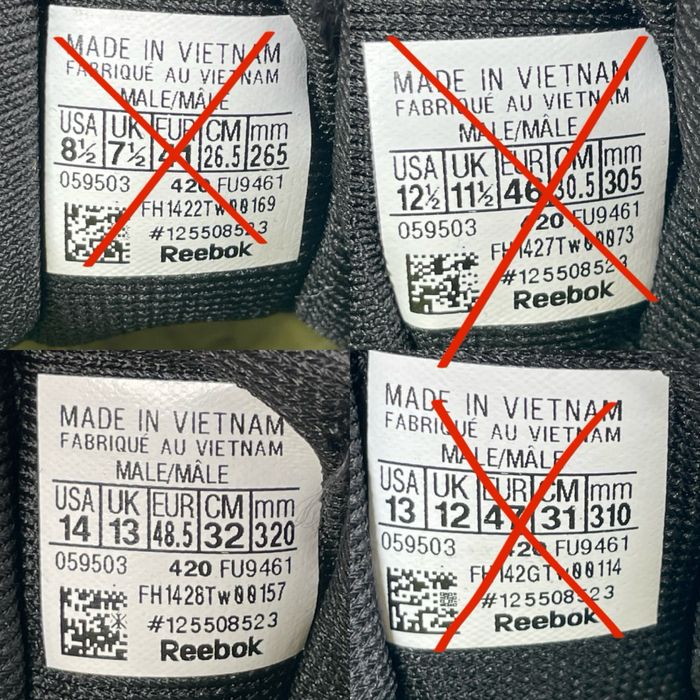 MADE IN VIETNAM
FABRIQUÉ AU VIETNAM
MALE/MÂLE
USA UK EUR CM mm
8½ 7½ 41 26.5 265
059503 420 FU9461
FH1422TW00169
#125508523
Reebok
MADE IN VIETNAM
FABRIQUÉ AU VIETNAM
MALE/MÂLE
USA UK EUR CM mm
12½ 11½ 46 30.5 305
059503 420 FU9461
FH1427TW00073
#125508523
Reebok
MADE IN VIETNAM
FABRIQUÉ AU VIETNAM
MALE/MÂLE
USA UK EUR CM mm
14 13 48.5 32 320
059503 420 FU9461
FH1428TW00157
#125508523
Reebok
MADE IN VIETNAM
FABRIQUÉ AU VIETNAM
MALE/MÂLE
USA UK EUR CM mm
13 12 47 31 310
059503 420 FU9461
FH142GTW00114
#125508523
Reebok